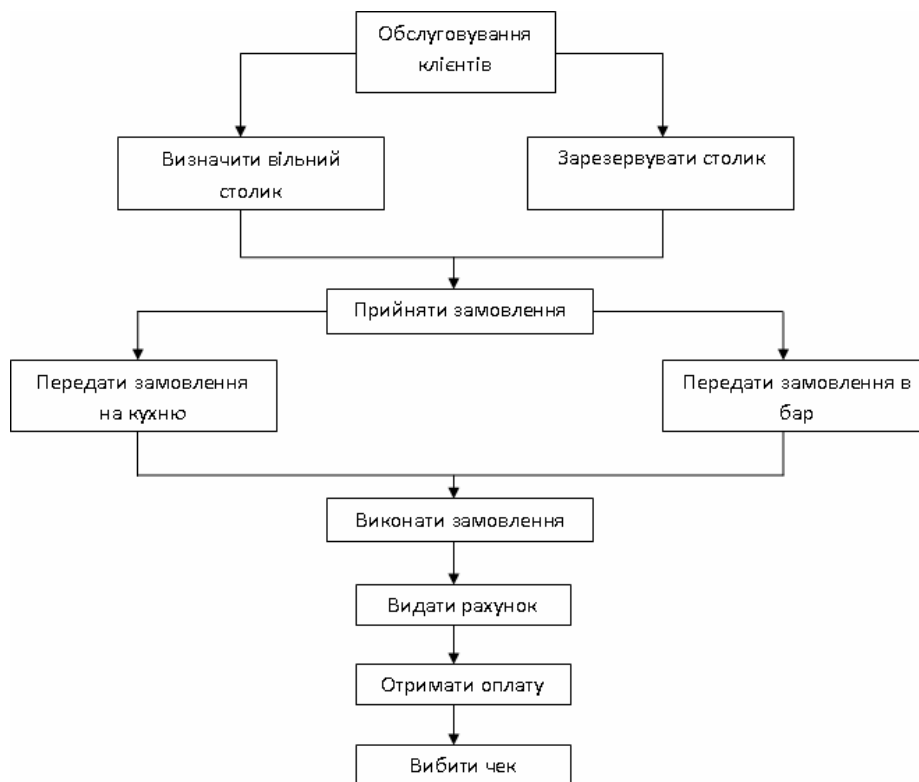 Обслуговування
клієнтів
Визначити вільний
столик
Зарезервувати столик
Прийняти замовлення
Передати замовлення
на кухню
Передати замовлення в
бар
Виконати замовлення
Видати рахунок
Отримати оплату
Вибити чек